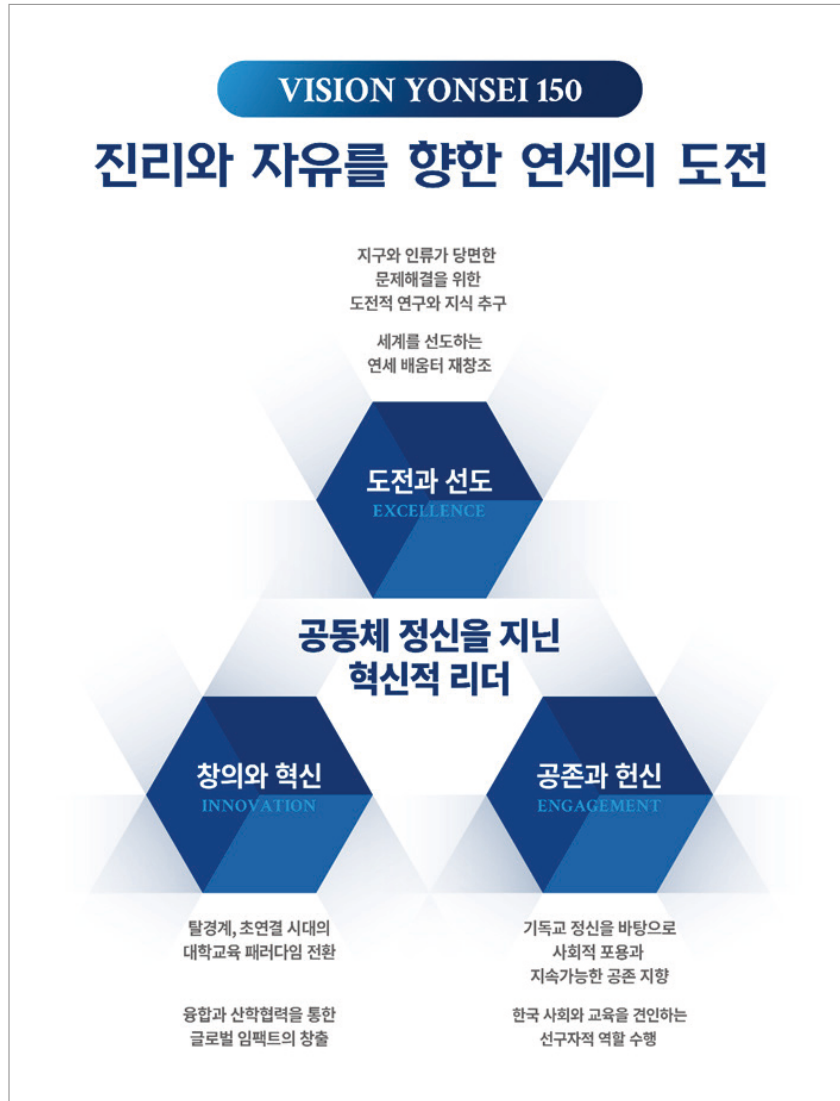 VISION YONSEI 150
진리와 자유를 향한 연세의 도전
지구와 인류가 당면한
문제해결을 위한
도전적 연구와 지식 추구
세계를 선도하는
연세 배움터 재창조
도전과 선도
EXCELLENCE
공동체 정신을 지닌
혁신적 리더
창의와 혁신
INNOVATION
공존과 헌신
ENGAGEMENT
탈경계, 초연결 시대의
대학교육 패러다임 전환
융합과 산학협력을 통한
글로벌 임팩트의 창출
기독교 정신을 바탕으로
사회적 포용과
지속가능한 공존 지향
한국 사회와 교육을 견인하는
선구자적 역할 수행